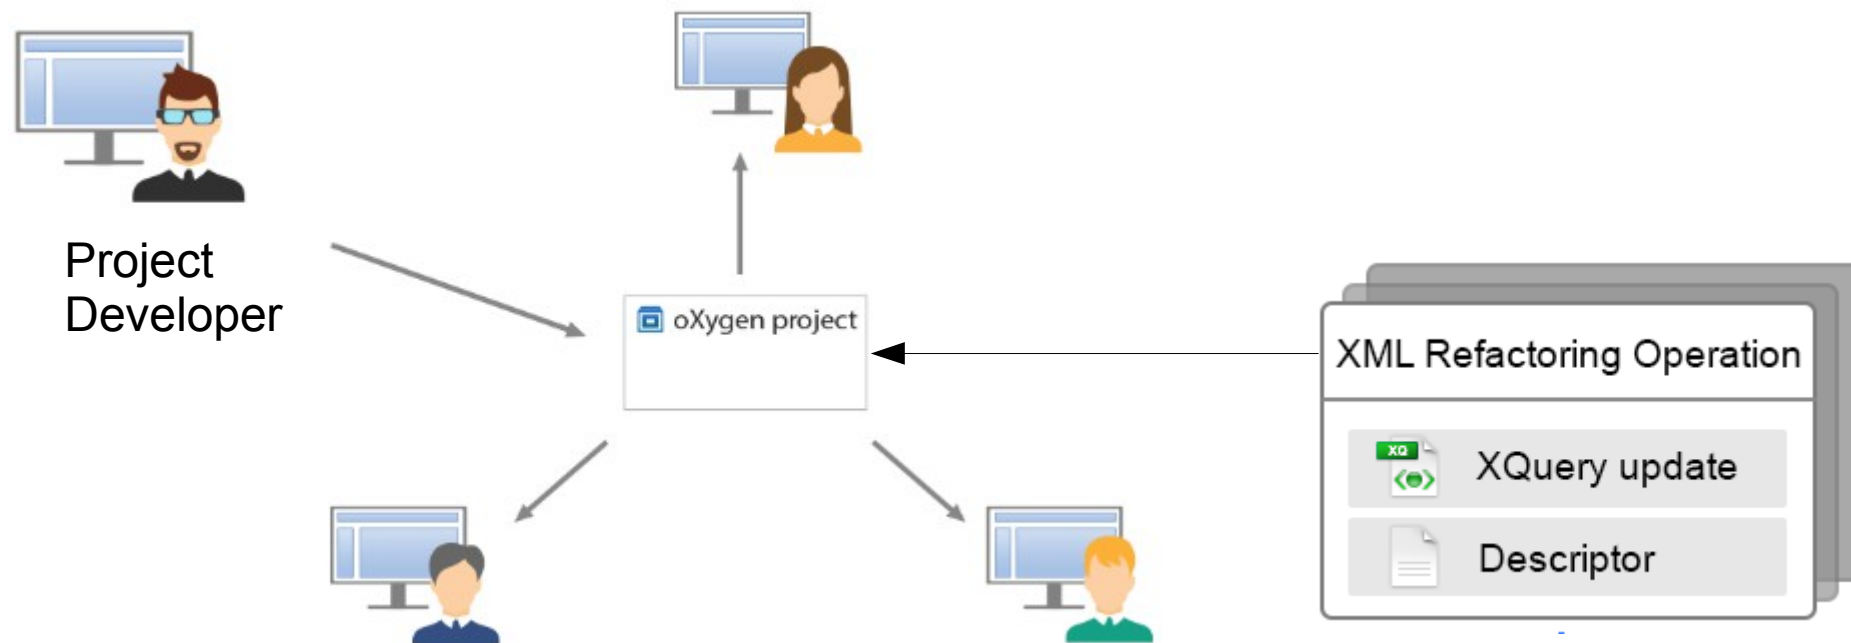 Project
Developer
oXygen project
XML Refactoring Operation
XQ
XQuery update
Descriptor